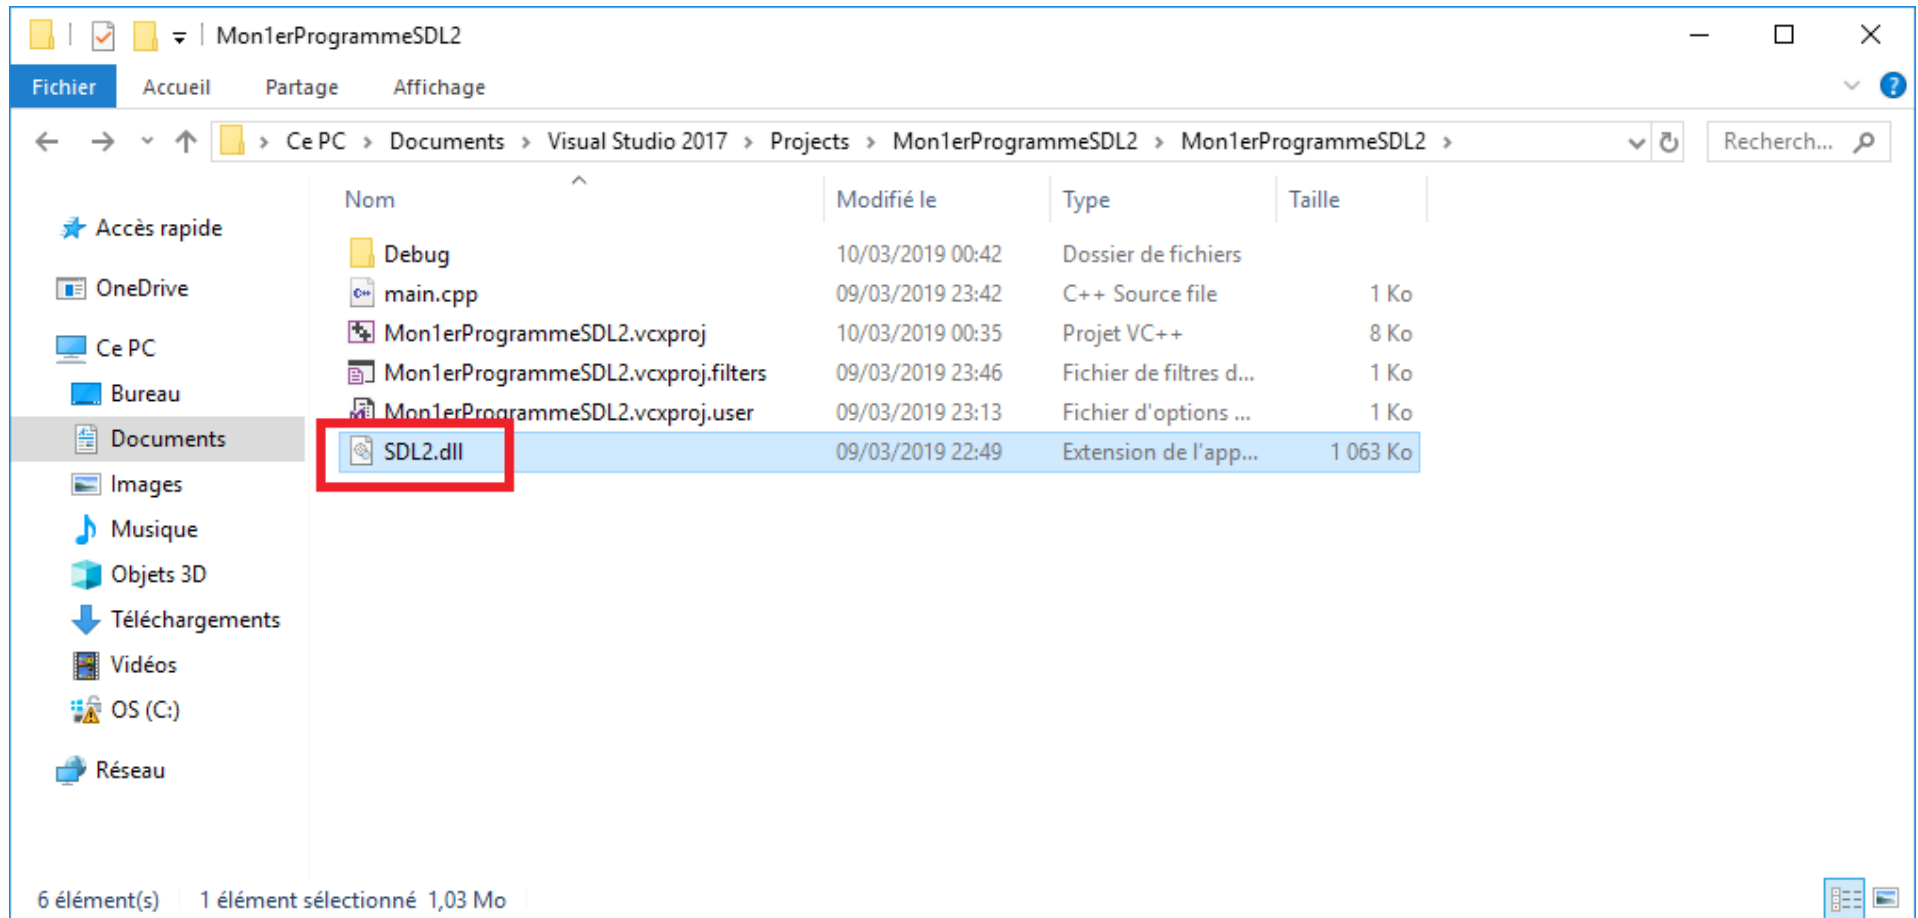 Mon1erProgrammeSDL2
Fichier Accueil Partage Affichage
Ce PC > Documents > Visual Studio 2017 > Projects > Mon1erProgrammeSDL2 > Mon1erProgrammeSDL2 >
Recherch...
Nom Modifié le Type Taille
Accès rapide
OneDrive
Ce PC
Bureau
Documents
Images
Musique
Objets 3D
Téléchargements
Vidéos
OS (C:)
Réseau
Debug 10/03/2019 00:42 Dossier de fichiers
main.cpp 09/03/2019 23:42 C++ Source file 1 Ko
Mon1erProgrammeSDL2.vcxproj 10/03/2019 00:35 Projet VC++ 8 Ko
Mon1erProgrammeSDL2.vcxproj.filters 09/03/2019 23:46 Fichier de filtres d... 1 Ko
Mon1erProgrammeSDL2.vcxproj.user 09/03/2019 23:13 Fichier d'options ... 1 Ko
SDL2.dll 09/03/2019 22:49 Extension de l'app... 1 063 Ko
6 élément(s) 1 élément sélectionné 1,03 Mo